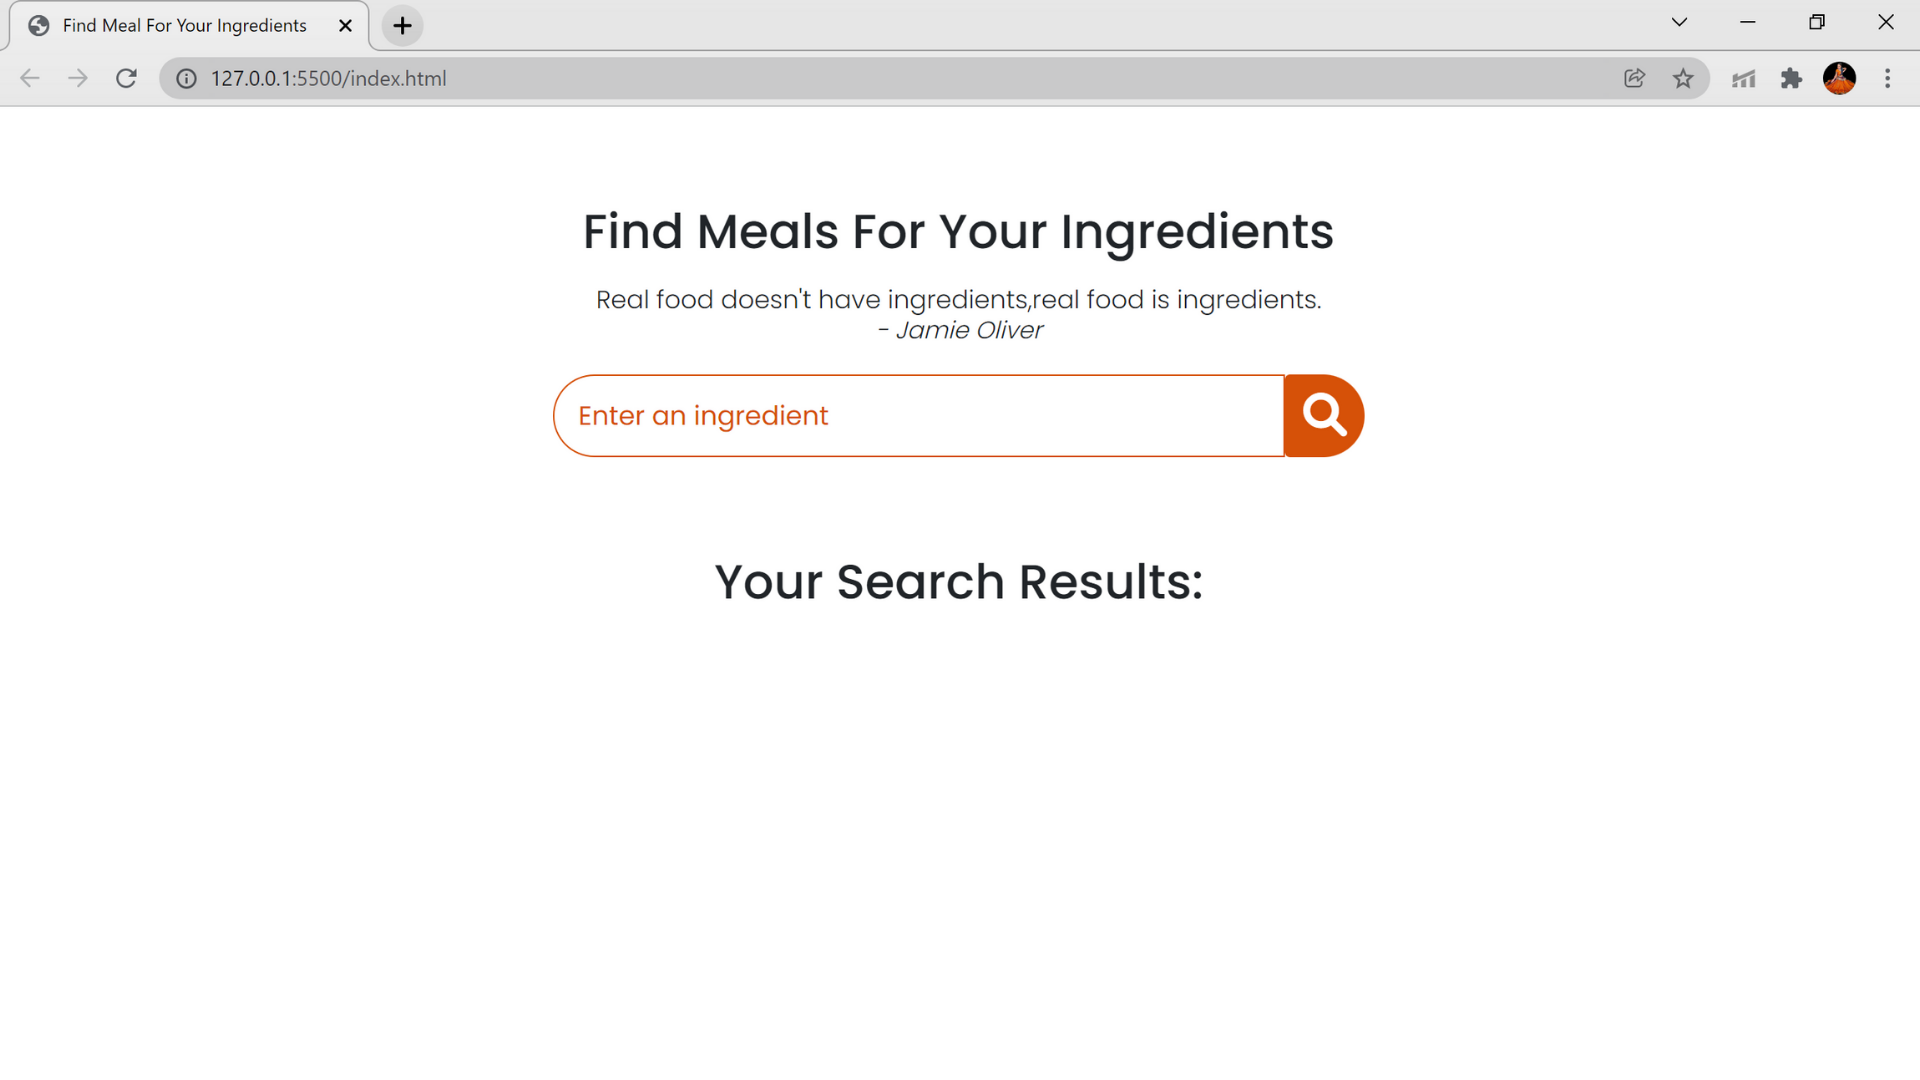 Find Meal For Your Ingredients
127.0.0.1:5500/index.html
Find Meals For Your Ingredients
Real food doesn't have ingredients,real food is ingredients.
- Jamie Oliver
Enter an ingredient
Your Search Results: